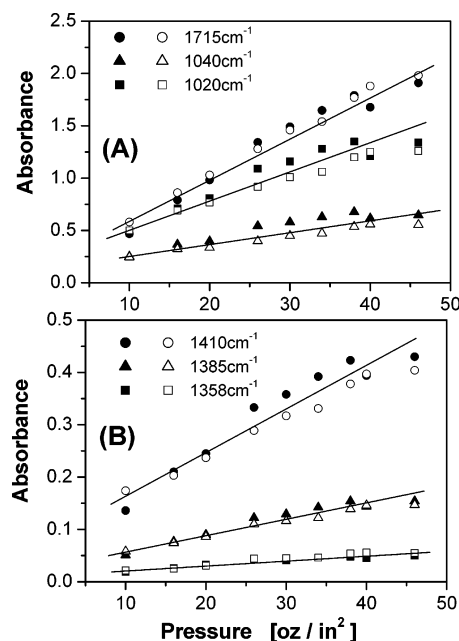 2.5
2.0
1.5
1.0
0.5
0.0
Absorbance
(A)
● ○ 1715cm⁻¹
▲ △ 1040cm⁻¹
■ □ 1020cm⁻¹
10 20 30 40 50
0.5
0.4
0.3
0.2
0.1
0.0
Absorbance
(B)
● ○ 1410cm⁻¹
▲ △ 1385cm⁻¹
■ □ 1358cm⁻¹
10 20 30 40 50
Pressure [oz / in²]